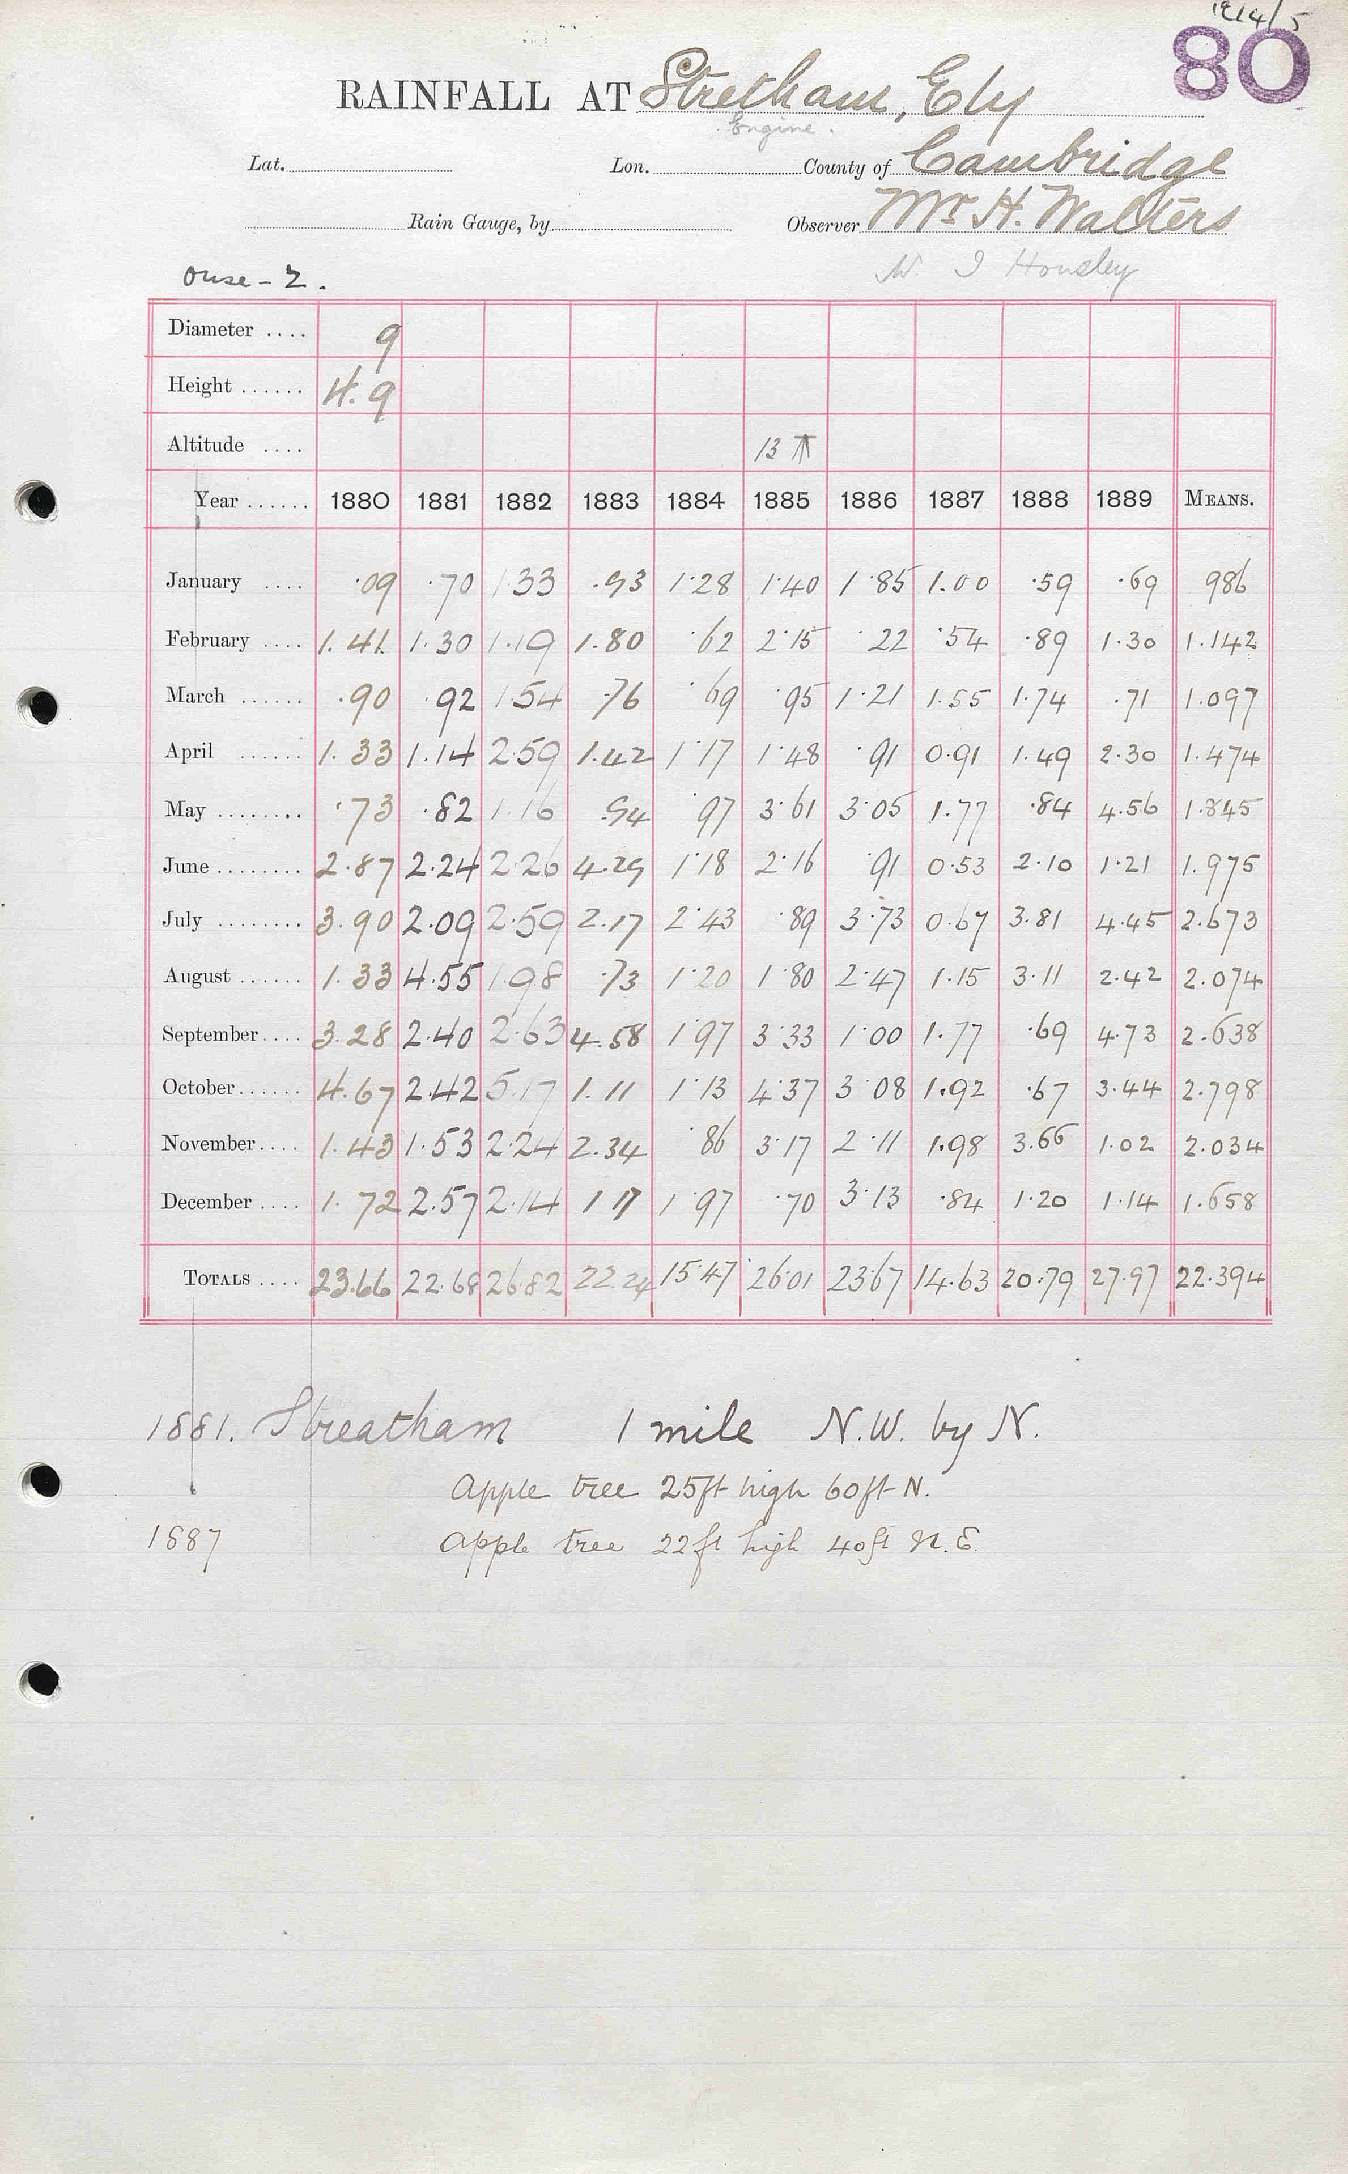 1914/5
80
RAINFALL AT Stretham, Ely
Engine.
Lat. Lon. County of Cambridge
Rain Gauge, by Observer Mr H. Walters
Ouse - 2. Housley
Diameter .... 9
Height ...... 4.9
Altitude .... 13
Year ...... 1880 1881 1882 1883 1884 1885 1886 1887 1888 1889 MEANS.
January .... .09 .70 1.33 .93 1.28 1.40 1.85 1.00 .59 .69 986
February .... 1.41 1.30 1.19 1.80 .62 2.15 .22 .54 .89 1.30 1.142
March ...... .90 .92 1.54 .76 .69 .95 1.21 1.55 1.74 .71 1.097
April ...... 1.33 1.14 2.59 1.42 1.17 1.48 .91 0.91 1.49 2.30 1.474
May ........ .73 .82 1.16 .94 .97 3.61 3.05 1.77 .84 4.56 1.845
June ........ 2.87 2.24 2.26 4.29 1.18 2.16 .91 0.53 2.10 1.21 1.975
July ........ 3.90 2.09 2.59 2.17 2.43 .89 3.73 0.67 3.81 4.45 2.673
August ...... 1.33 4.55 1.98 .73 1.20 1.80 2.47 1.15 3.11 2.42 2.074
September .... 3.28 2.40 2.63 4.58 1.97 3.33 1.00 1.77 .69 4.73 2.638
October ...... 4.67 2.42 5.17 1.11 1.13 4.37 3.08 1.92 .67 3.44 2.798
November .... 1.43 1.53 2.24 2.34 .86 3.17 2.11 1.98 3.66 1.02 2.034
December .... 1.72 2.57 2.14 1 17 1.97 .70 3.13 .84 1.20 1.14 1.658
TOTALS .... 23.66 22.68 26.82 22.24 15.47 26.01 23.67 14.63 20.79 27.97 22.394
1881. Streatham 1 mile N.W. by N.
Apple tree 25ft high 60ft N.
1887 Apple tree 22ft high 40ft N.E.